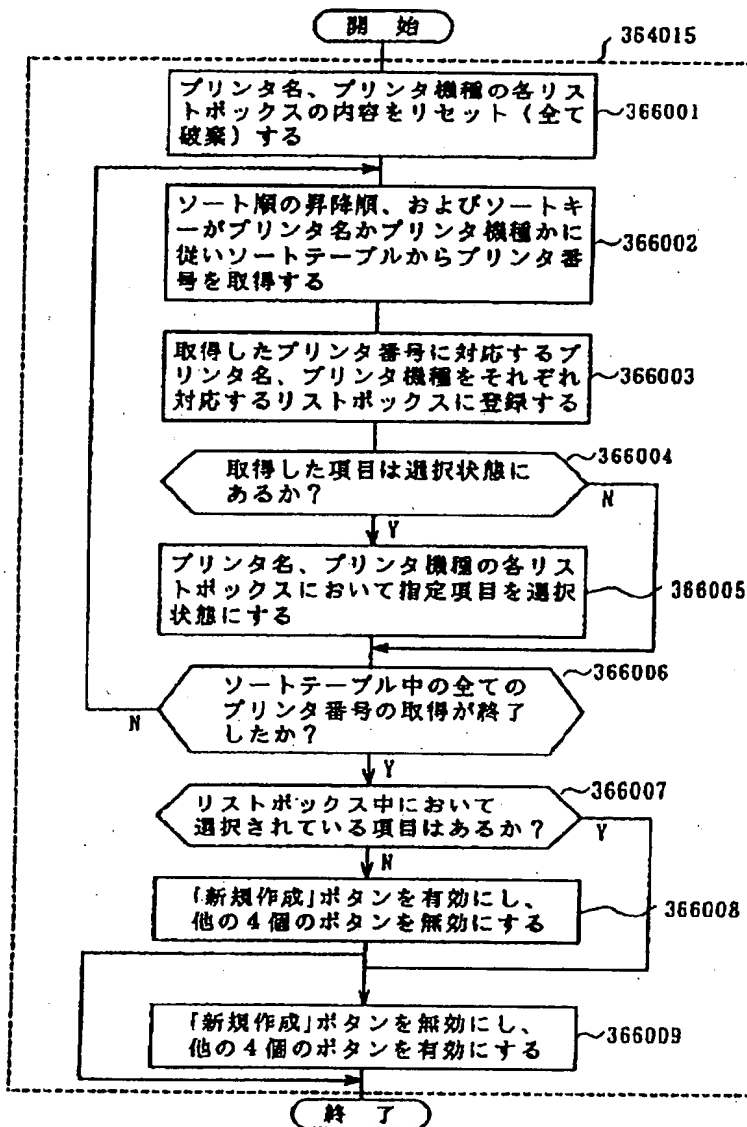 開始
364015
プリンタ名、プリンタ機種の各リス
トボックスの内容をリセット（全て
破棄）する
366001
ソート順の昇降順、およびソートキ
ーがプリンタ名かプリンタ機種かに
従いソートテーブルからプリンタ番
号を取得する
366002
取得したプリンタ番号に対応するプ
リンタ名、プリンタ機種をそれぞれ
対応するリストボックスに登録する
366003
取得した項目は選択状態に
あるか？
366004
N
Y
プリンタ名、プリンタ機種の各リス
トボックスにおいて指定項目を選択
状態にする
366005
ソートテーブル中の全ての
プリンタ番号の取得が終了
したか？
366006
N
Y
リストボックス中において
選択されている項目はあるか？
366007
Y
N
「新規作成」ボタンを有効にし、
他の4個のボタンを無効にする
366008
「新規作成」ボタンを無効にし、
他の4個のボタンを有効にする
366009
終了